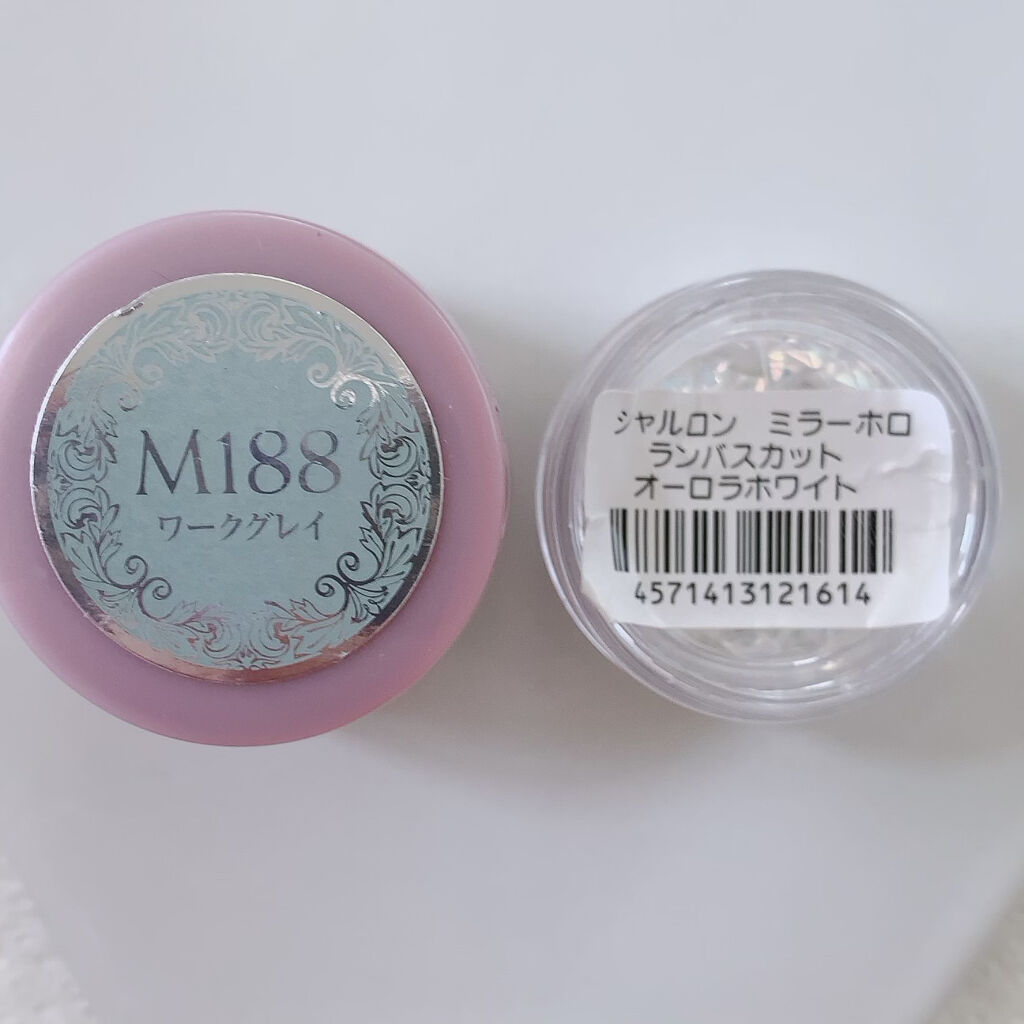 M188
ワークグレイ
シャルロン ミラーホロ
ランバスカット
オーロラホワイト
4571413121614